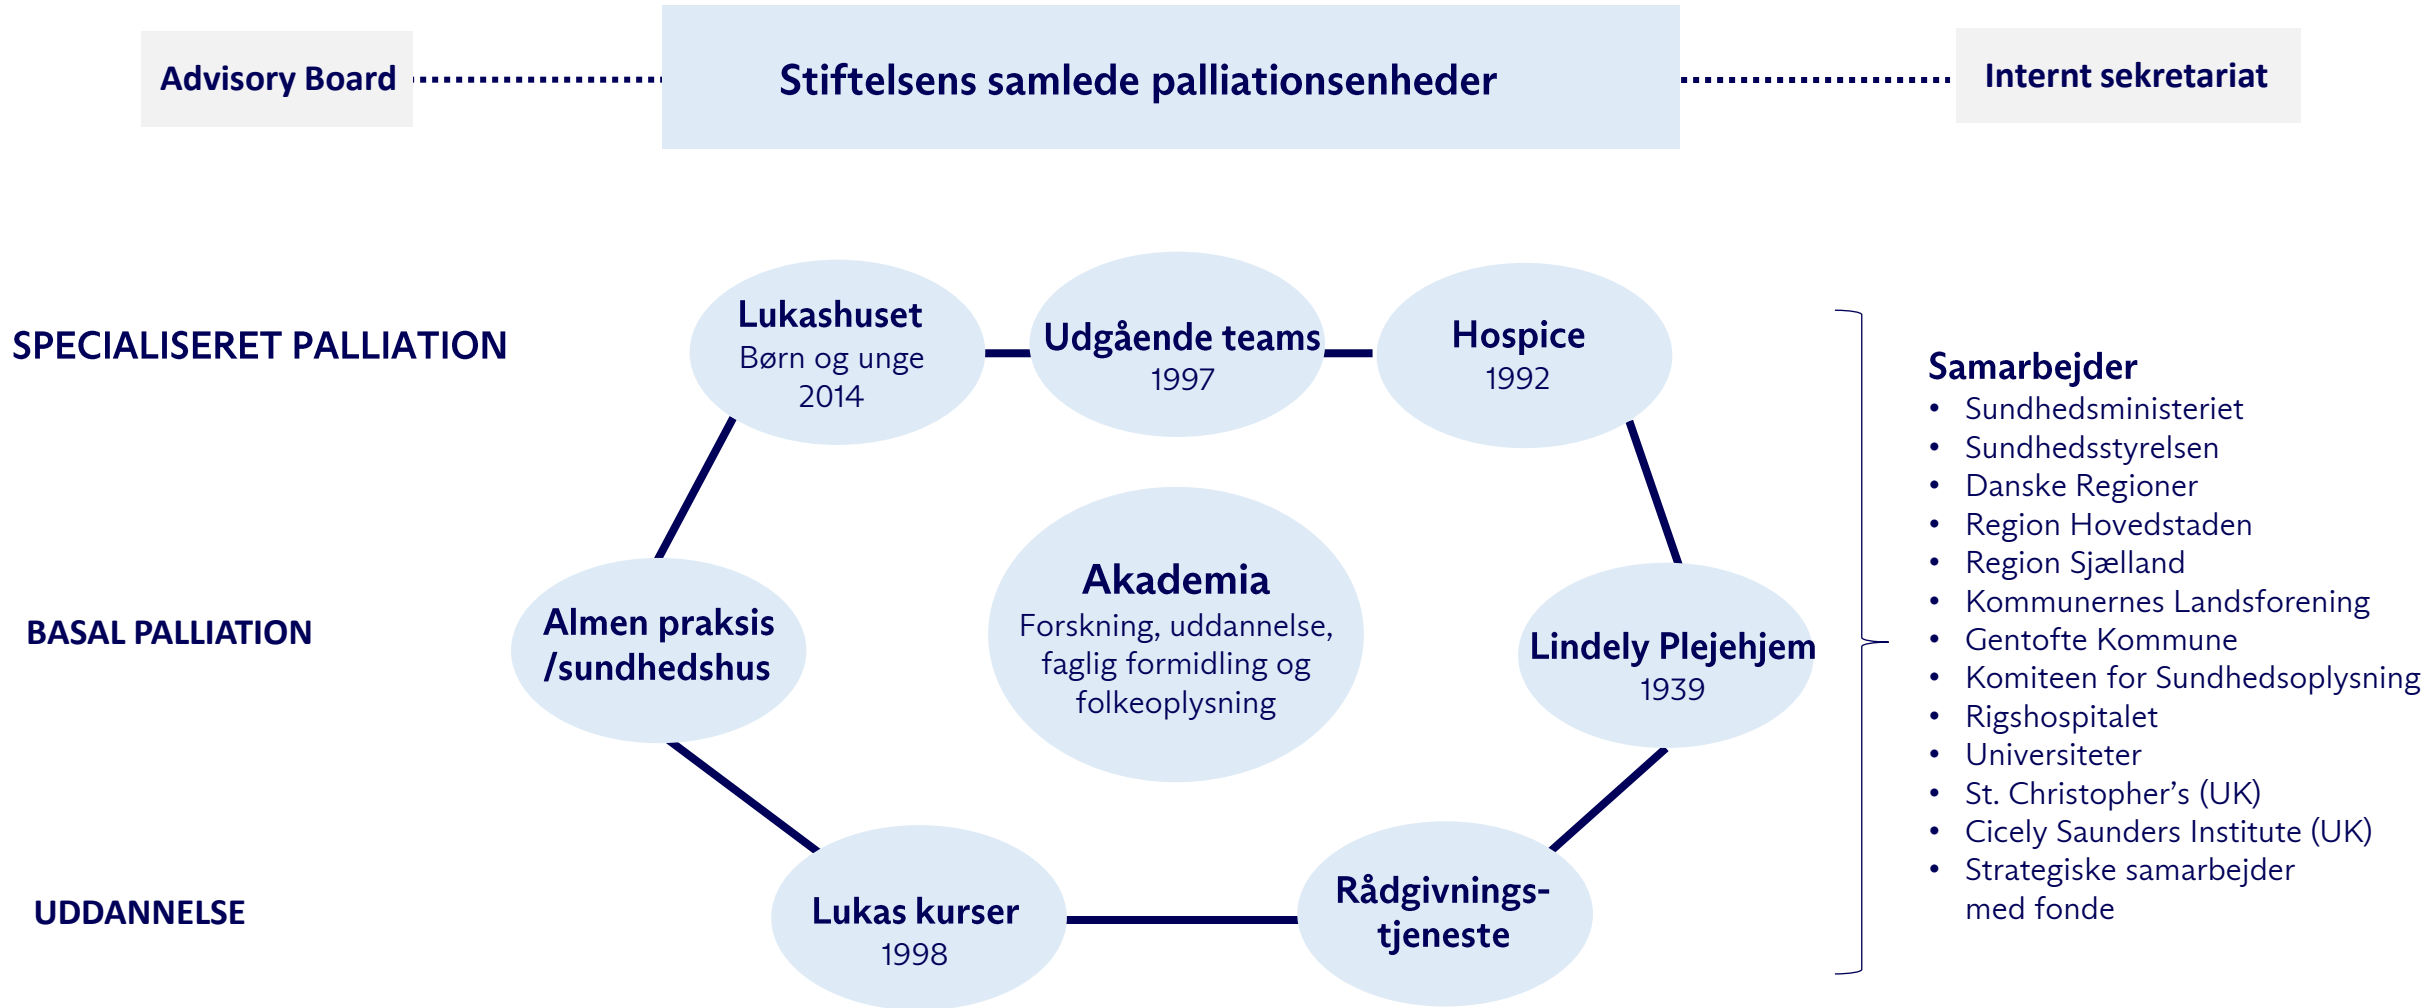 Advisory Board
Stiftelsens samlede palliationsenheder
Internt sekretariat
SPECIALISERET PALLIATION
Lukashuset
Børn og unge
2014
Udgående teams
1997
Hospice
1992
BASAL PALLIATION
Almen praksis
/sundhedshus
Akademia
Forskning, uddannelse,
faglig formidling og
folkeoplysning
Lindely Plejehjem
1939
UDDANNELSE
Lukas kurser
1998
Rådgivnings-
tjeneste
Samarbejder
• Sundhedsministeriet
• Sundhedsstyrelsen
• Danske Regioner
• Region Hovedstaden
• Region Sjælland
• Kommunernes Landsforening
• Gentofte Kommune
• Komiteen for Sundhedsoplysning
• Rigshospitalet
• Universiteter
• St. Christopher’s (UK)
• Cicely Saunders Institute (UK)
• Strategiske samarbejder
med fonde